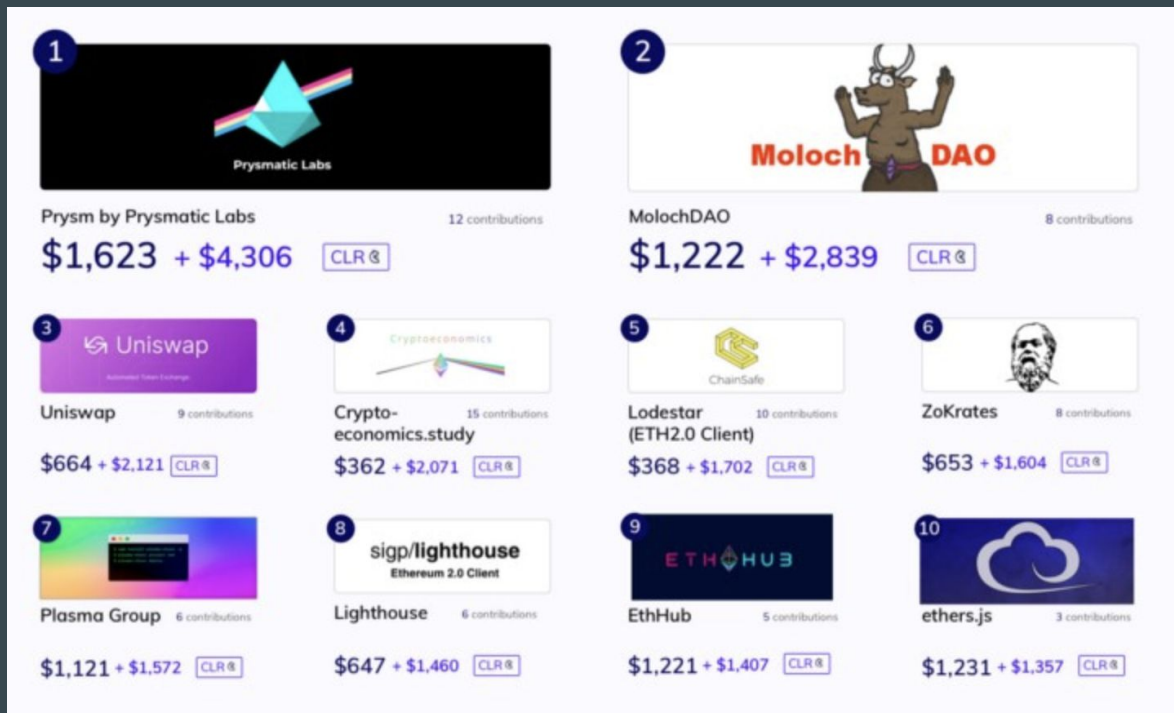 1
Prysmatic Labs
Prysm by Prysmatic Labs
12 contributions
$1,623 + $4,306 CLR
2
Moloch DAO
MolochDAO
8 contributions
$1,222 + $2,839 CLR
3
Uniswap
Automated Token Exchange
Uniswap
9 contributions
$664 + $2,121 CLR
4
Cryptoeconomics
Crypto-
economics.study
15 contributions
$362 + $2,071 CLR
5
ChainSafe
Lodestar
(ETH2.0 Client)
10 contributions
$368 + $1,702 CLR
6
ZoKrates
8 contributions
$653 + $1,604 CLR
7
Plasma Group
6 contributions
$1,121 + $1,572 CLR
8
sigp/lighthouse
Ethereum 2.0 Client
Lighthouse
6 contributions
$647 + $1,460 CLR
9
ETHHUB
EthHub
5 contributions
$1,221 + $1,407 CLR
10
ethers.js
3 contributions
$1,231 + $1,357 CLR